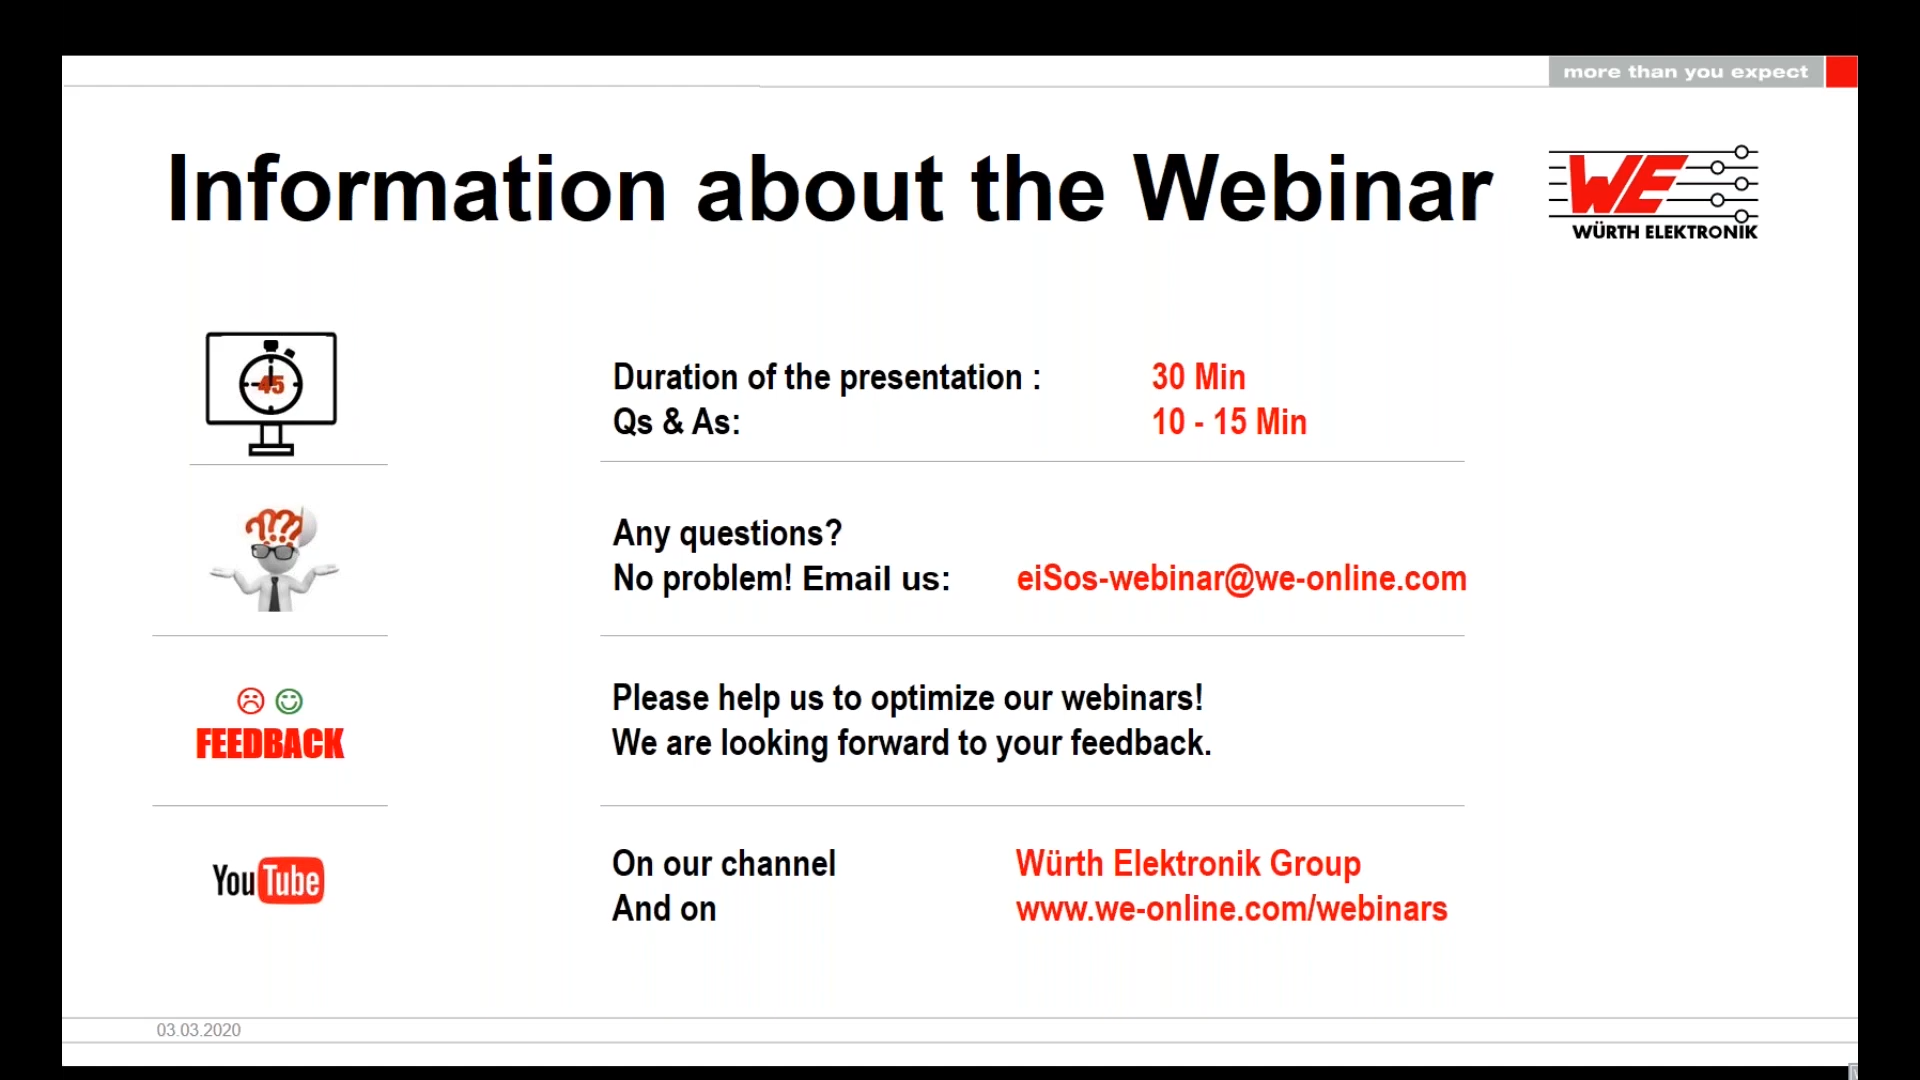 more than you expect
Information about the Webinar
WE
WÜRTH ELEKTRONIK
45
Duration of the presentation : 30 Min
Qs & As: 10 - 15 Min
?!?!?
Any questions?
No problem! Email us: eiSos-webinar@we-online.com
FEEDBACK
Please help us to optimize our webinars!
We are looking forward to your feedback.
YouTube
On our channel Würth Elektronik Group
And on www.we-online.com/webinars
03.03.2020